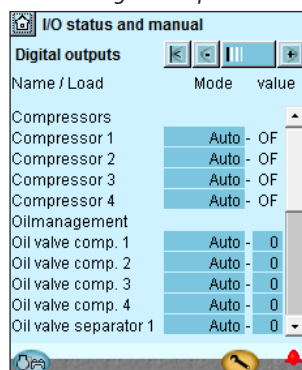 I/O status and manual
Digital outputs
Name / Load Mode value
Compressors
Compressor 1 Auto - OF
Compressor 2 Auto - OF
Compressor 3 Auto - OF
Compressor 4 Auto - OF
Oilmanagement
Oil valve comp. 1 Auto - 0
Oil valve comp. 2 Auto - 0
Oil valve comp. 3 Auto - 0
Oil valve comp. 4 Auto - 0
Oil valve separator 1 Auto - 0